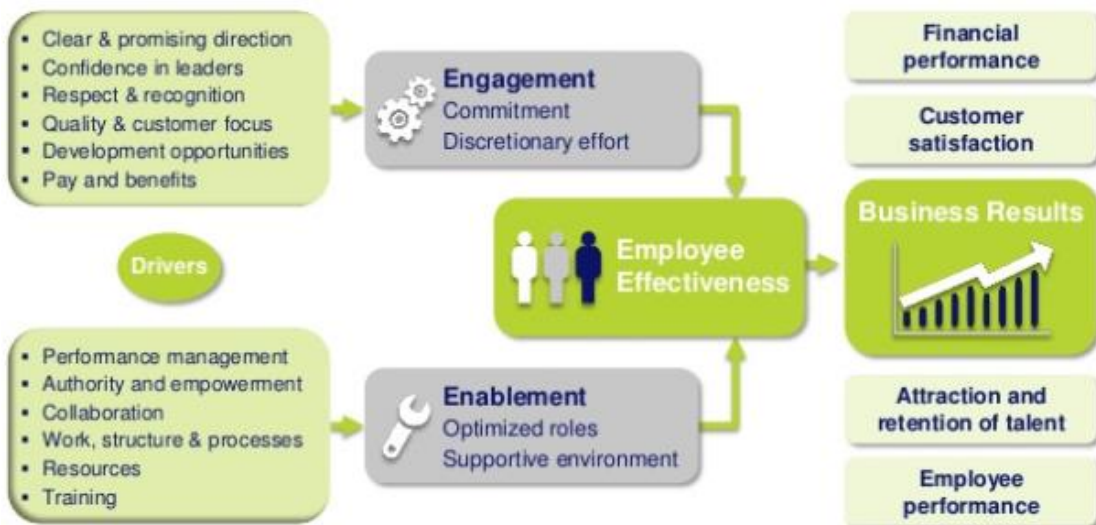 ▪ Clear & promising direction
▪ Confidence in leaders
▪ Respect & recognition
▪ Quality & customer focus
▪ Development opportunities
▪ Pay and benefits
Engagement
Commitment
Discretionary effort
Financial
performance
Customer
satisfaction
Drivers
Employee
Effectiveness
Business Results
▪ Performance management
▪ Authority and empowerment
▪ Collaboration
▪ Work, structure & processes
▪ Resources
▪ Training
Enablement
Optimized roles
Supportive environment
Attraction and
retention of talent
Employee
performance